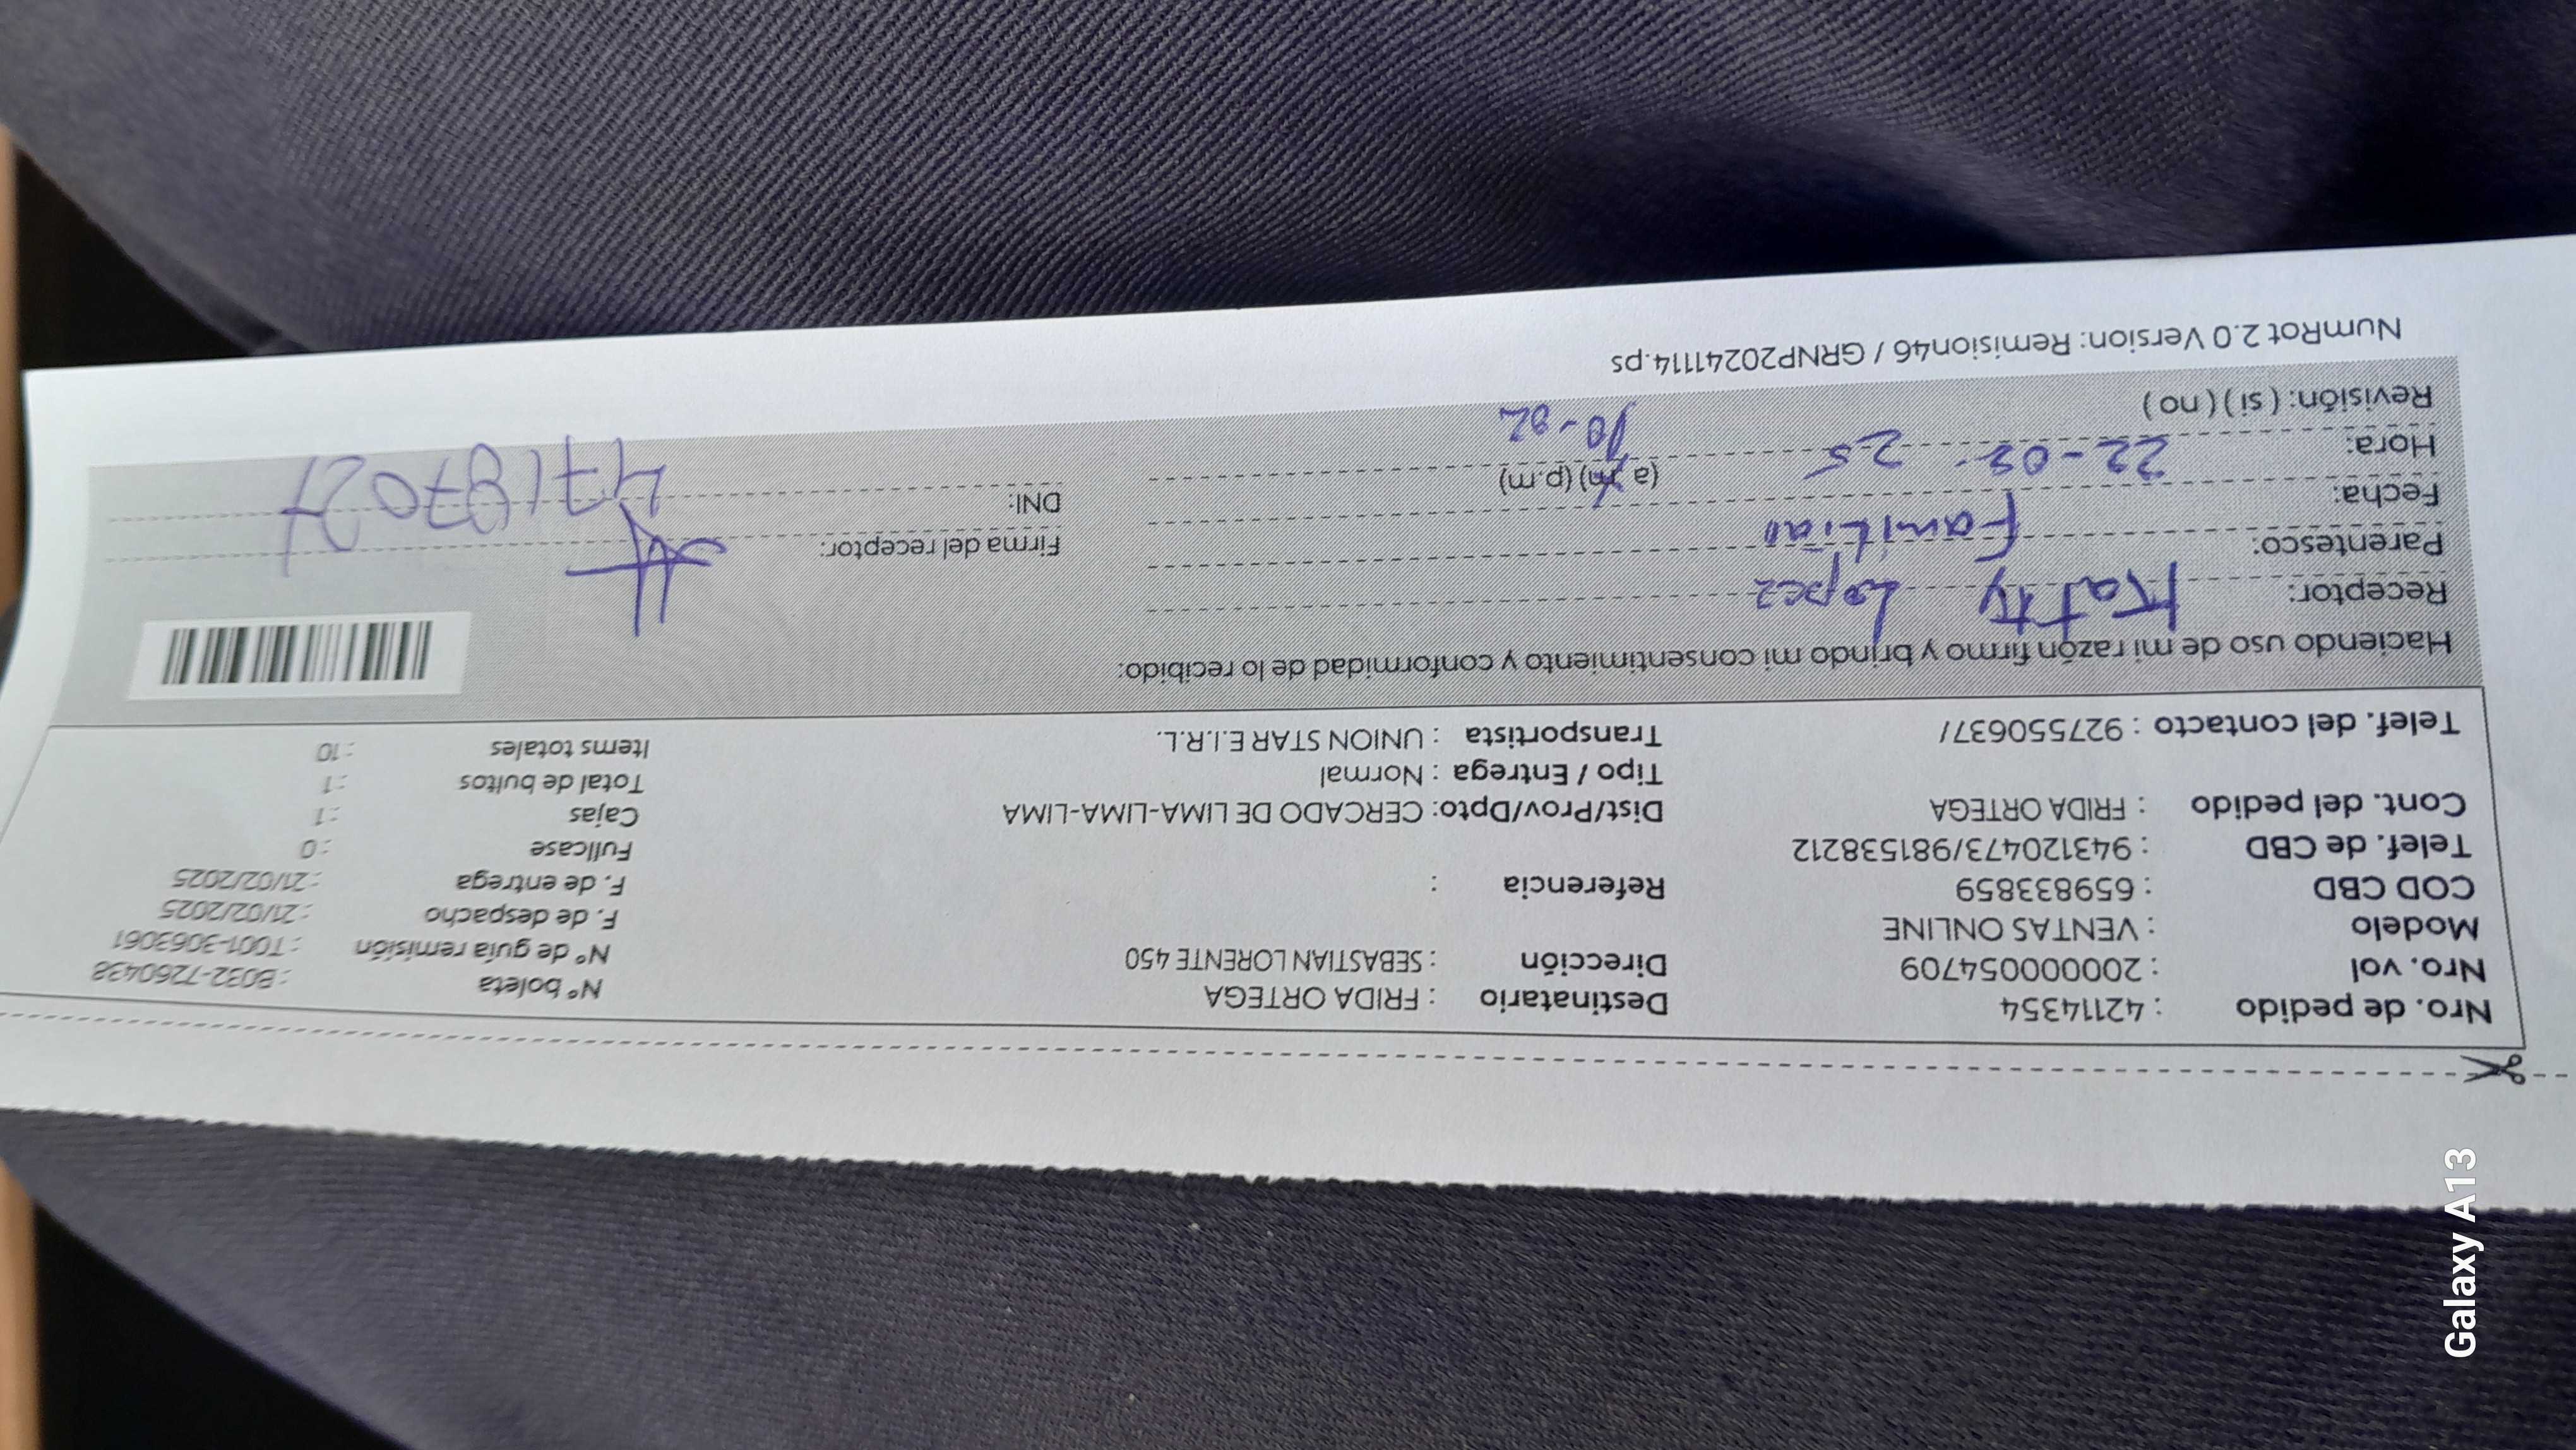 Nro. de pedido : 42114354 Destinatario : FRIDA ORTEGA N° boleta : B032-7260438
Nro. vol : 20000054709 Dirección : SEBASTIAN LORENTE 450 N° de guía remisión : T001-3063061
Modelo : VENTAS ONLINE F. de despacho : 21/02/2025
COD CBD : 659833859 Referencia : F. de entrega : 21/02/2025
Telef. de CBD : 943120473/981538212 Fullcase : 0
Cont. del pedido : FRIDA ORTEGA Dist/Prov/Dpto: CERCADO DE LIMA-LIMA-LIMA Cajas : 1
Tipo / Entrega : Normal Total de bultos : 1
Telef. del contacto : 927550637/ Transportista : UNION STAR E.I.R.L. Items totales : 10
Haciendo uso de mi razón firmo y brindo mi consentimiento y conformidad de lo recibido:
Receptor: Katty Lopez
Parentesco: Familiar Firma del receptor:
Fecha: 22-02-25 DNI: 47187027
Hora: (a.m) (p.m) 10-02
Revisión: ( si ) ( no )
NumRot 2.0 Version: Remision46 / GRNP20241114.ps
Galaxy A13